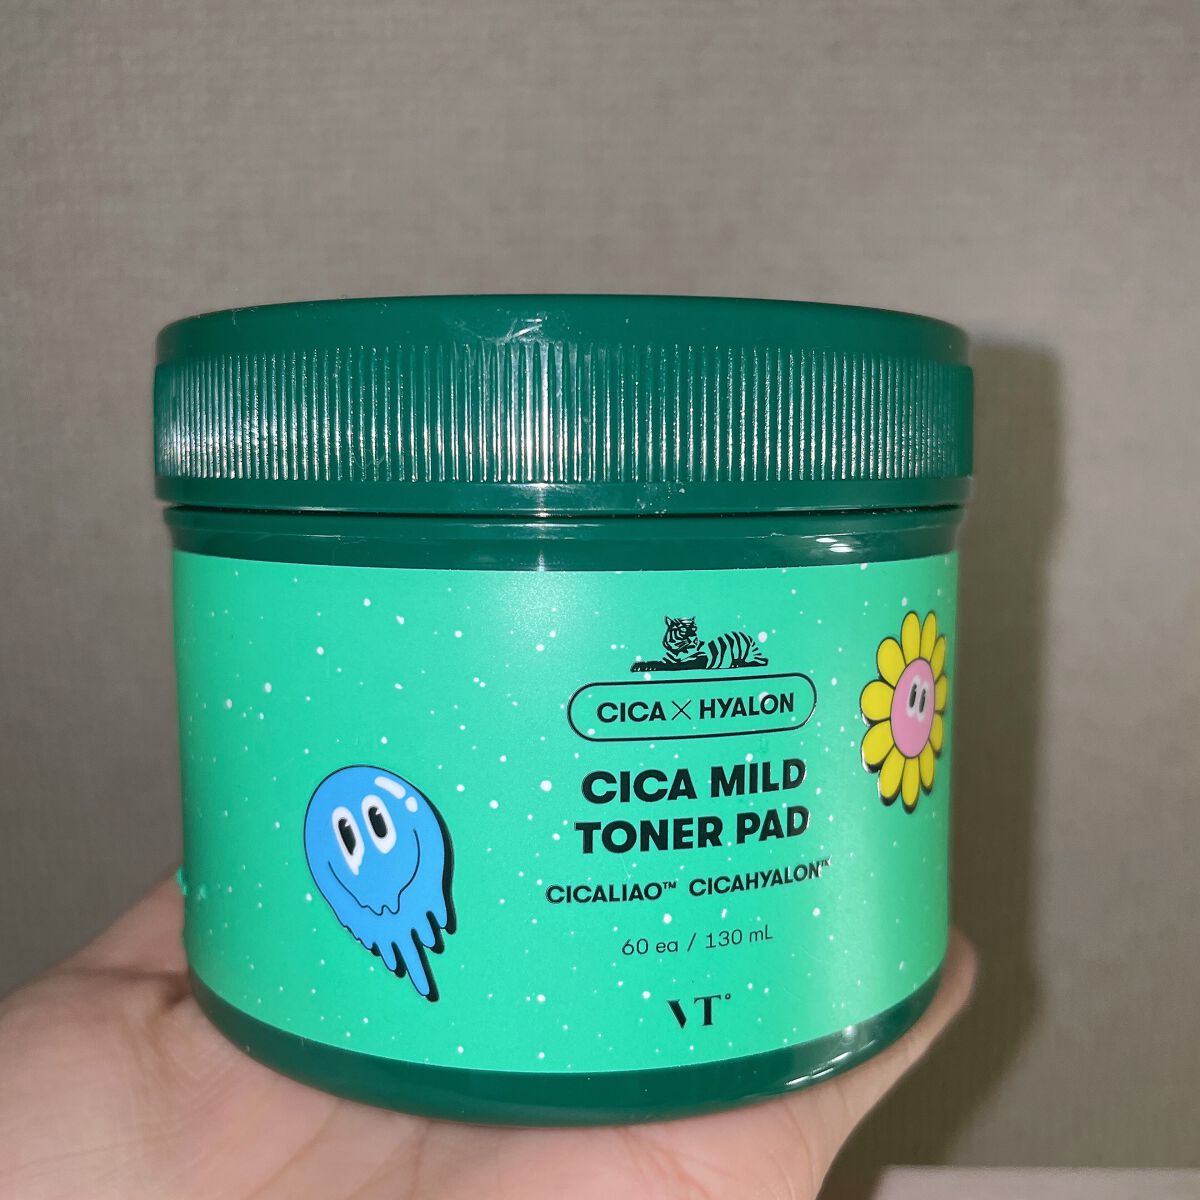 CICA × HYALON
CICA MILD
TONER PAD
CICALIAO™ CICAHYALON™
60 ea / 130 mL
VT°